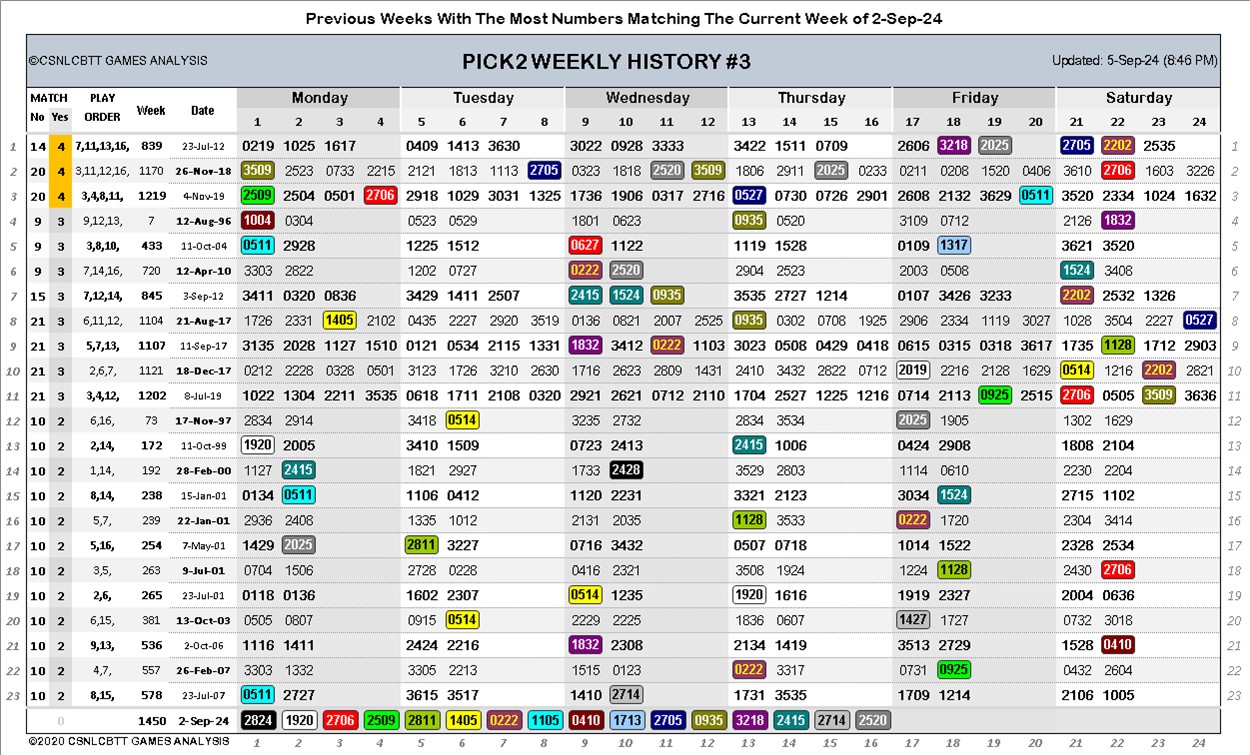 Previous Weeks With The Most Numbers Matching The Current Week of 2-Sep-24
©CSNLCBTT GAMES ANALYSIS PICK2 WEEKLY HISTORY #3 Updated: 5-Sep-24 (8:46 PM)
MATCH PLAY Week Date Monday Tuesday Wednesday Thursday Friday Saturday
No Yes ORDER 1 2 3 4 5 6 7 8 9 10 11 12 13 14 15 16 17 18 19 20 21 22 23 24
1 14 4 7,11,13,16, 839 23-Jul-12 0219 1025 1617 0409 1413 3630 3022 0928 3333 3422 1511 0709 2606 3218 2025 2705 2202 2535 1
2 20 4 3,11,12,16, 1170 26-Nov-18 3509 2523 0733 2215 2121 1813 1113 2705 0323 1818 2520 3509 1806 2911 2025 0233 0211 0208 1520 0406 3610 2706 1603 3226 2
3 20 4 3,4,8,11, 1219 4-Nov-19 2509 2504 0501 2706 2918 1029 3031 1325 1736 1906 0317 2716 0527 0730 0726 2901 2608 2132 3629 0511 3520 2334 1024 1632 3
4 9 3 9,12,13, 7 12-Aug-96 1004 0304 0523 0529 1801 0623 0935 0520 3109 0712 2126 1832 4
5 9 3 3,8,10, 433 11-Oct-04 0511 2928 1225 1512 0627 1122 1119 1528 0109 1317 3621 3520 5
6 9 3 7,14,16, 720 12-Apr-10 3303 2822 1202 0727 0222 2520 2904 2523 2003 0508 1524 3408 6
7 15 3 7,12,14, 845 3-Sep-12 3411 0320 0836 3429 1411 2507 2415 1524 0935 3535 2727 1214 0107 3426 3233 2202 2532 1326 7
8 21 3 6,11,12, 1104 21-Aug-17 1726 2331 1405 2102 0435 2227 2920 3519 0136 0821 2007 2525 0935 0302 0708 1925 2906 2334 1119 3027 1028 3504 2227 0527 8
9 21 3 5,7,13, 1107 11-Sep-17 3135 2028 1127 1510 0121 0534 2115 1331 1832 3412 0222 1103 3023 0508 0429 0418 0615 0315 0318 3617 1735 1128 1712 2903 9
10 21 3 2,6,7, 1121 18-Dec-17 0212 2228 0328 0501 3123 1726 3210 2630 1716 2623 2809 1431 2410 3432 2822 0712 2019 2216 2128 1629 0514 1216 2202 2821 10
11 21 3 3,4,12, 1202 8-Jul-19 1022 1304 2211 3535 0618 1711 2108 0320 2921 2621 0712 2110 1704 2527 1225 1216 0714 2113 0925 2515 2706 0505 3509 3636 11
12 10 2 6,16, 73 17-Nov-97 2834 2914 3418 0514 3235 2732 2834 3534 2025 1905 1302 1629 12
13 10 2 2,14, 172 11-Oct-99 1920 2005 3410 1509 0723 2413 2415 1006 0424 2908 1808 2104 13
14 10 2 1,14, 192 28-Feb-00 1127 2415 1821 2927 1733 2428 3529 2803 1114 0610 2230 2204 14
15 10 2 8,14, 238 15-Jan-01 0134 0511 1106 0412 1120 2231 3321 2123 3034 1524 2715 1102 15
16 10 2 5,7, 239 22-Jan-01 2936 2408 1335 1012 2131 2035 1128 3533 0222 1720 2304 3414 16
17 10 2 5,16, 254 7-May-01 1429 2025 2811 3227 0716 3432 0507 0718 1014 1522 2328 2534 17
18 10 2 3,5, 263 9-Jul-01 0704 1506 2728 0228 0416 2321 3508 1924 1224 1128 2430 2706 18
19 10 2 2,6, 265 23-Jul-01 0118 0136 1602 2307 0514 1235 1920 1616 1919 2327 2004 0636 19
20 10 2 6,15, 381 13-Oct-03 0505 0807 0915 0514 2229 2225 1836 0607 1427 1727 0732 3018 20
21 10 2 9,13, 536 2-Oct-06 1116 1411 2424 2216 1832 2308 2134 1419 3513 2729 1528 0410 21
22 10 2 4,7, 557 26-Feb-07 3303 1332 3305 2213 1515 0123 0222 3317 0731 0925 0432 2604 22
23 10 2 8,15, 578 23-Jul-07 0511 2727 3615 3517 1410 2714 1731 3535 1709 1214 2106 1005 23
0 1450 2-Sep-24 2824 1920 2706 2509 2811 1405 0222 1105 0410 1713 2705 0935 3218 2415 2714 2520
©2020 CSNLCBTT GAMES ANALYSIS 1 2 3 4 5 6 7 8 9 10 11 12 13 14 15 16 17 18 19 20 21 22 23 24